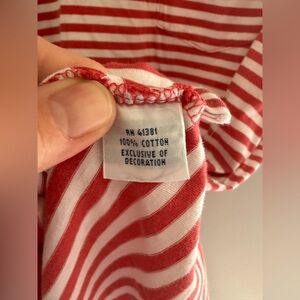 RN 41381
100% COTTON
EXCLUSIVE OF
DECORATION